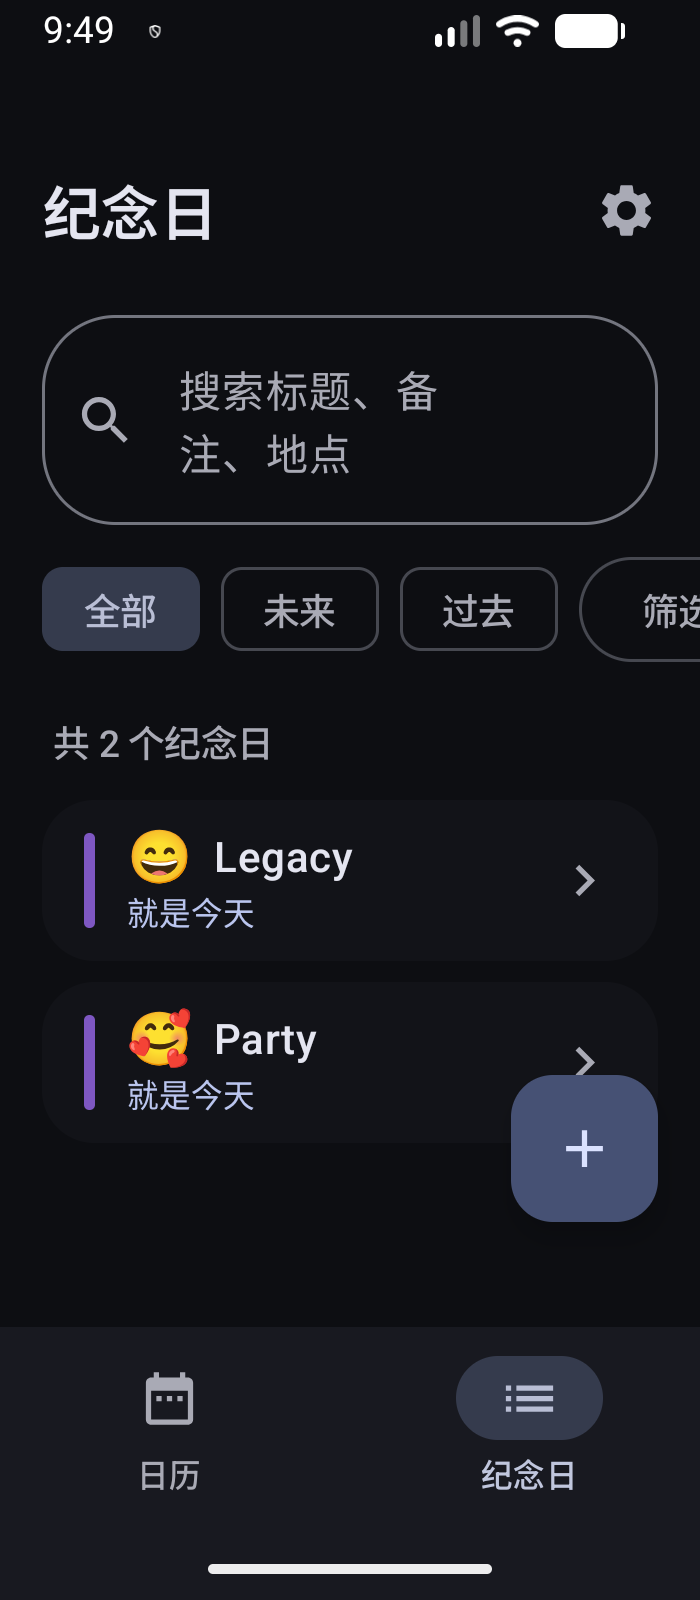 9:49
纪念日
搜索标题、备
注、地点
全部
未来
过去
筛选
共 2 个纪念日
Legacy
就是今天
Party
就是今天
日历
纪念日